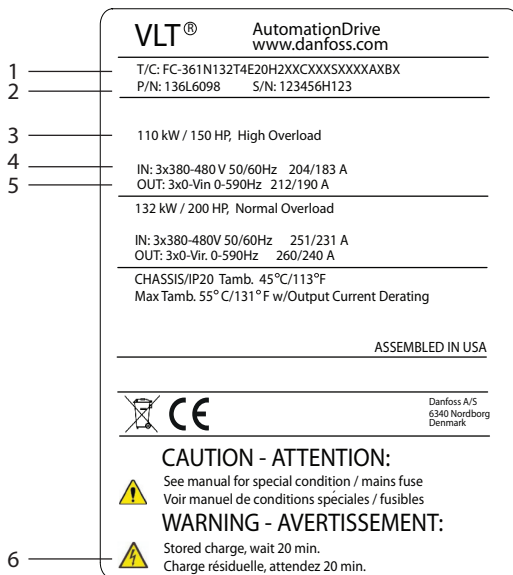 VLT® AutomationDrive
www.danfoss.com
1 T/C: FC-361N132T4E20H2XXCXXXSXXXXAXBX
2 P/N: 136L6098 S/N: 123456H123
3 110 kW / 150 HP, High Overload
4 IN: 3x380-480 V 50/60Hz 204/183 A
5 OUT: 3x0-Vin 0-590Hz 212/190 A
132 kW / 200 HP, Normal Overload
IN: 3x380-480V 50/60Hz 251/231 A
OUT: 3x0-Vir. 0-590Hz 260/240 A
CHASSIS/IP20 Tamb. 45°C/113°F
Max Tamb. 55°C/131°F w/Output Current Derating
ASSEMBLED IN USA
CE
Danfoss A/S
6340 Nordborg
Denmark
CAUTION - ATTENTION:
See manual for special condition / mains fuse
Voir manuel de conditions spéciales / fusibles
WARNING - AVERTISSEMENT:
6 Stored charge, wait 20 min.
Charge résiduelle, attendez 20 min.